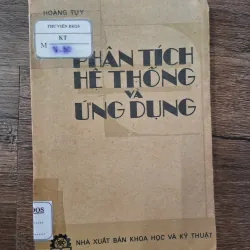 HOÀNG TỤY
THƯ VIỆN KHXH
KT
M
PHÂN TÍCH
HỆ THỐNG
VÀ
ỨNG DỤNG
NHÀ XUẤT BẢN KHOA HỌC VÀ KỸ THUẬT